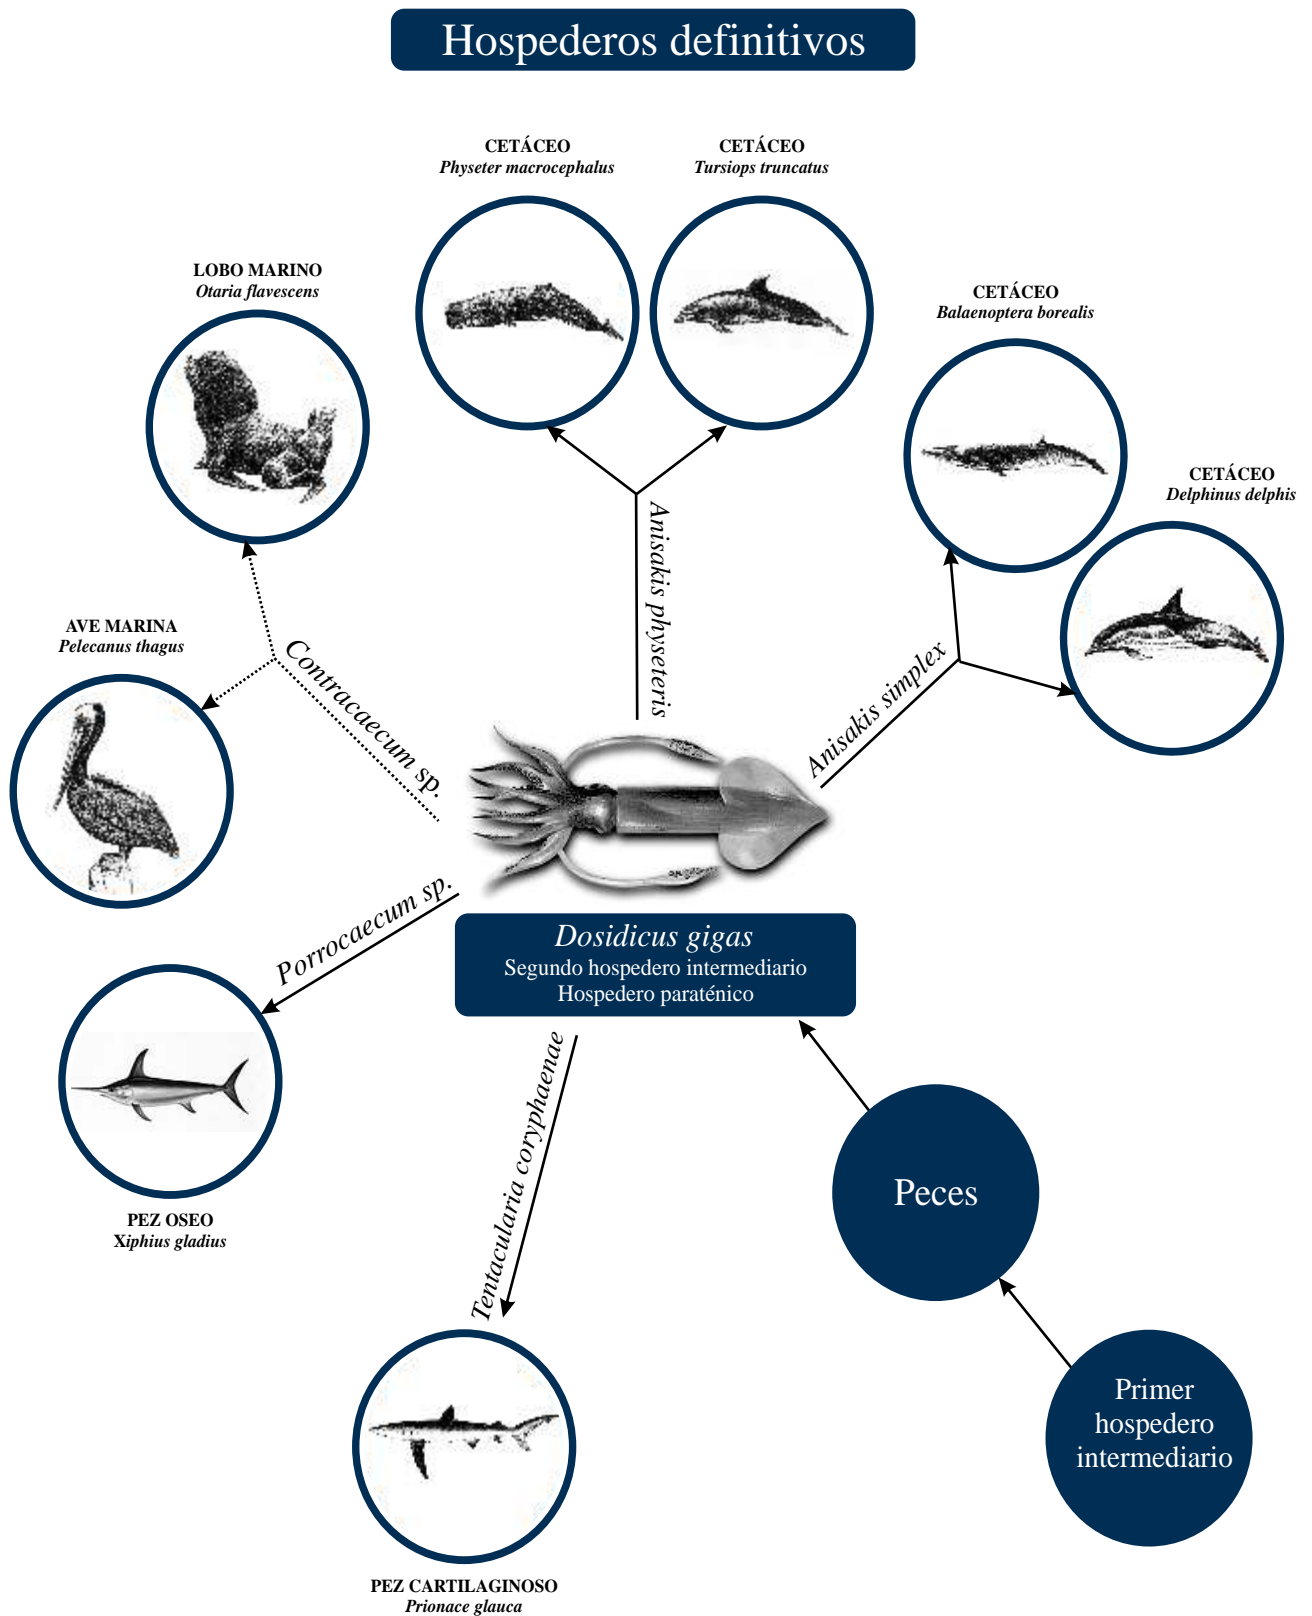 Hospederos definitivos
CETÁCEO
Physeter macrocephalus
CETÁCEO
Tursiops truncatus
LOBO MARINO
Otaria flavescens
CETÁCEO
Balaenoptera borealis
CETÁCEO
Delphinus delphis
Anisakis physeteris
AVE MARINA
Pelecanus thagus
Contracaecum sp.
Anisakis simplex
Porrocaecum sp.
Dosidicus gigas
Segundo hospedero intermediario
Hospedero paraténico
Tentacularia coryphaenae
Peces
PEZ OSEO
Xiphius gladius
Primer
hospedero
intermediario
PEZ CARTILAGINOSO
Prionace glauca